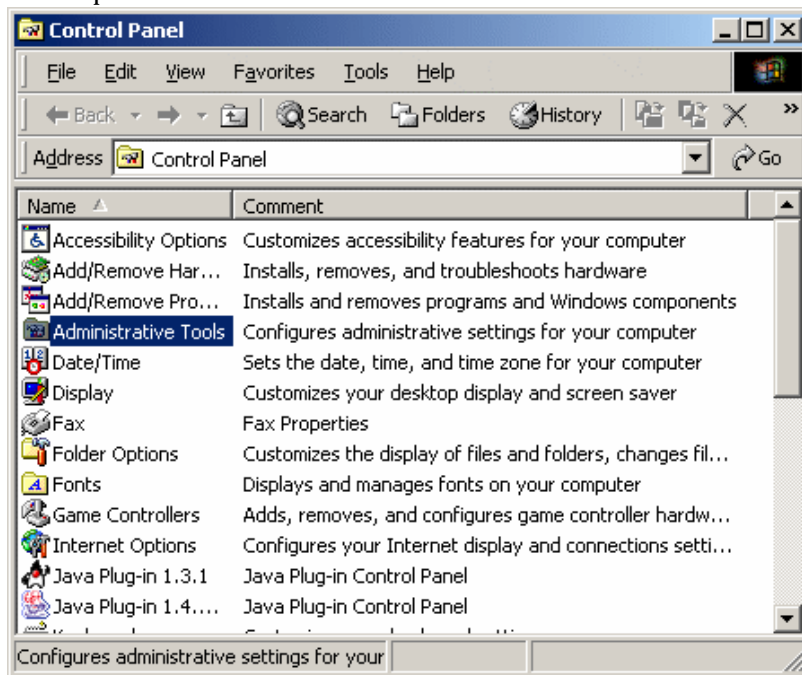 Control Panel
File Edit View Favorites Tools Help
Back Search Folders History »
Address Control Panel Go
Name Comment
Accessibility Options Customizes accessibility features for your computer
Add/Remove Har... Installs, removes, and troubleshoots hardware
Add/Remove Pro... Installs and removes programs and Windows components
Administrative Tools Configures administrative settings for your computer
Date/Time Sets the date, time, and time zone for your computer
Display Customizes your desktop display and screen saver
Fax Fax Properties
Folder Options Customizes the display of files and folders, changes fil...
Fonts Displays and manages fonts on your computer
Game Controllers Adds, removes, and configures game controller hardw...
Internet Options Configures your Internet display and connections setti...
Java Plug-in 1.3.1 Java Plug-in Control Panel
Java Plug-in 1.4.... Java Plug-in Control Panel
Configures administrative settings for your